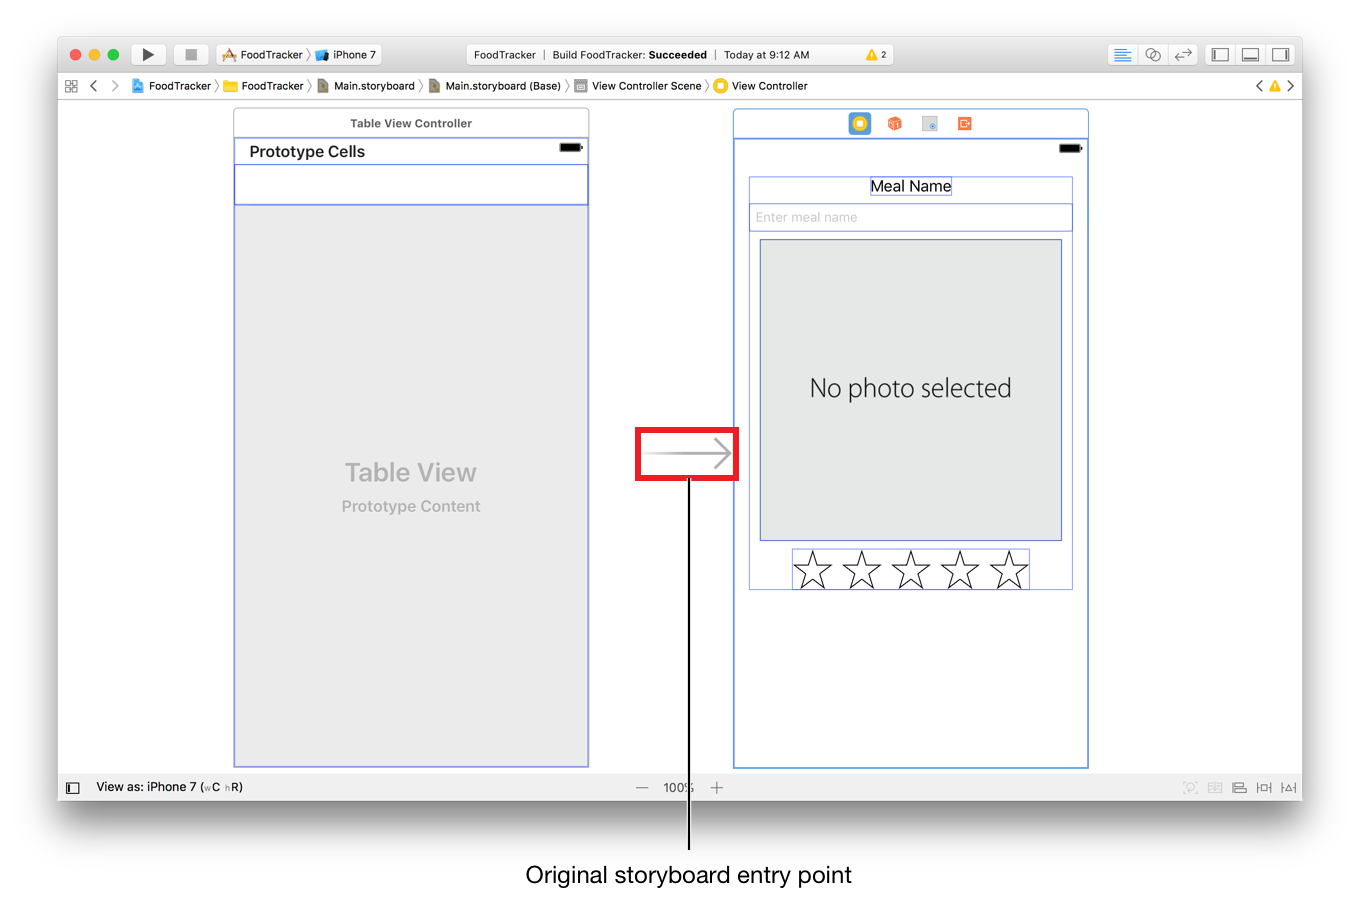 FoodTracker iPhone 7
FoodTracker | Build FoodTracker: Succeeded | Today at 9:12 AM 2
FoodTracker FoodTracker Main.storyboard Main.storyboard (Base) View Controller Scene View Controller
Table View Controller
Prototype Cells
Table View
Prototype Content
Meal Name
Enter meal name
No photo selected
View as: iPhone 7 (wC hR)
100%
Original storyboard entry point